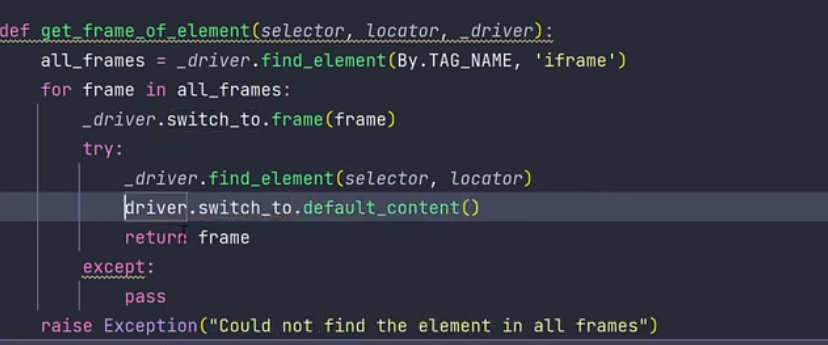 def get_frame_of_element(selector, locator, _driver):
    all_frames = _driver.find_element(By.TAG_NAME, 'iframe')
    for frame in all_frames:
        _driver.switch_to.frame(frame)
        try:
            _driver.find_element(selector, locator)
            driver.switch_to.default_content()
            return frame
        except:
            pass
    raise Exception("Could not find the element in all frames")